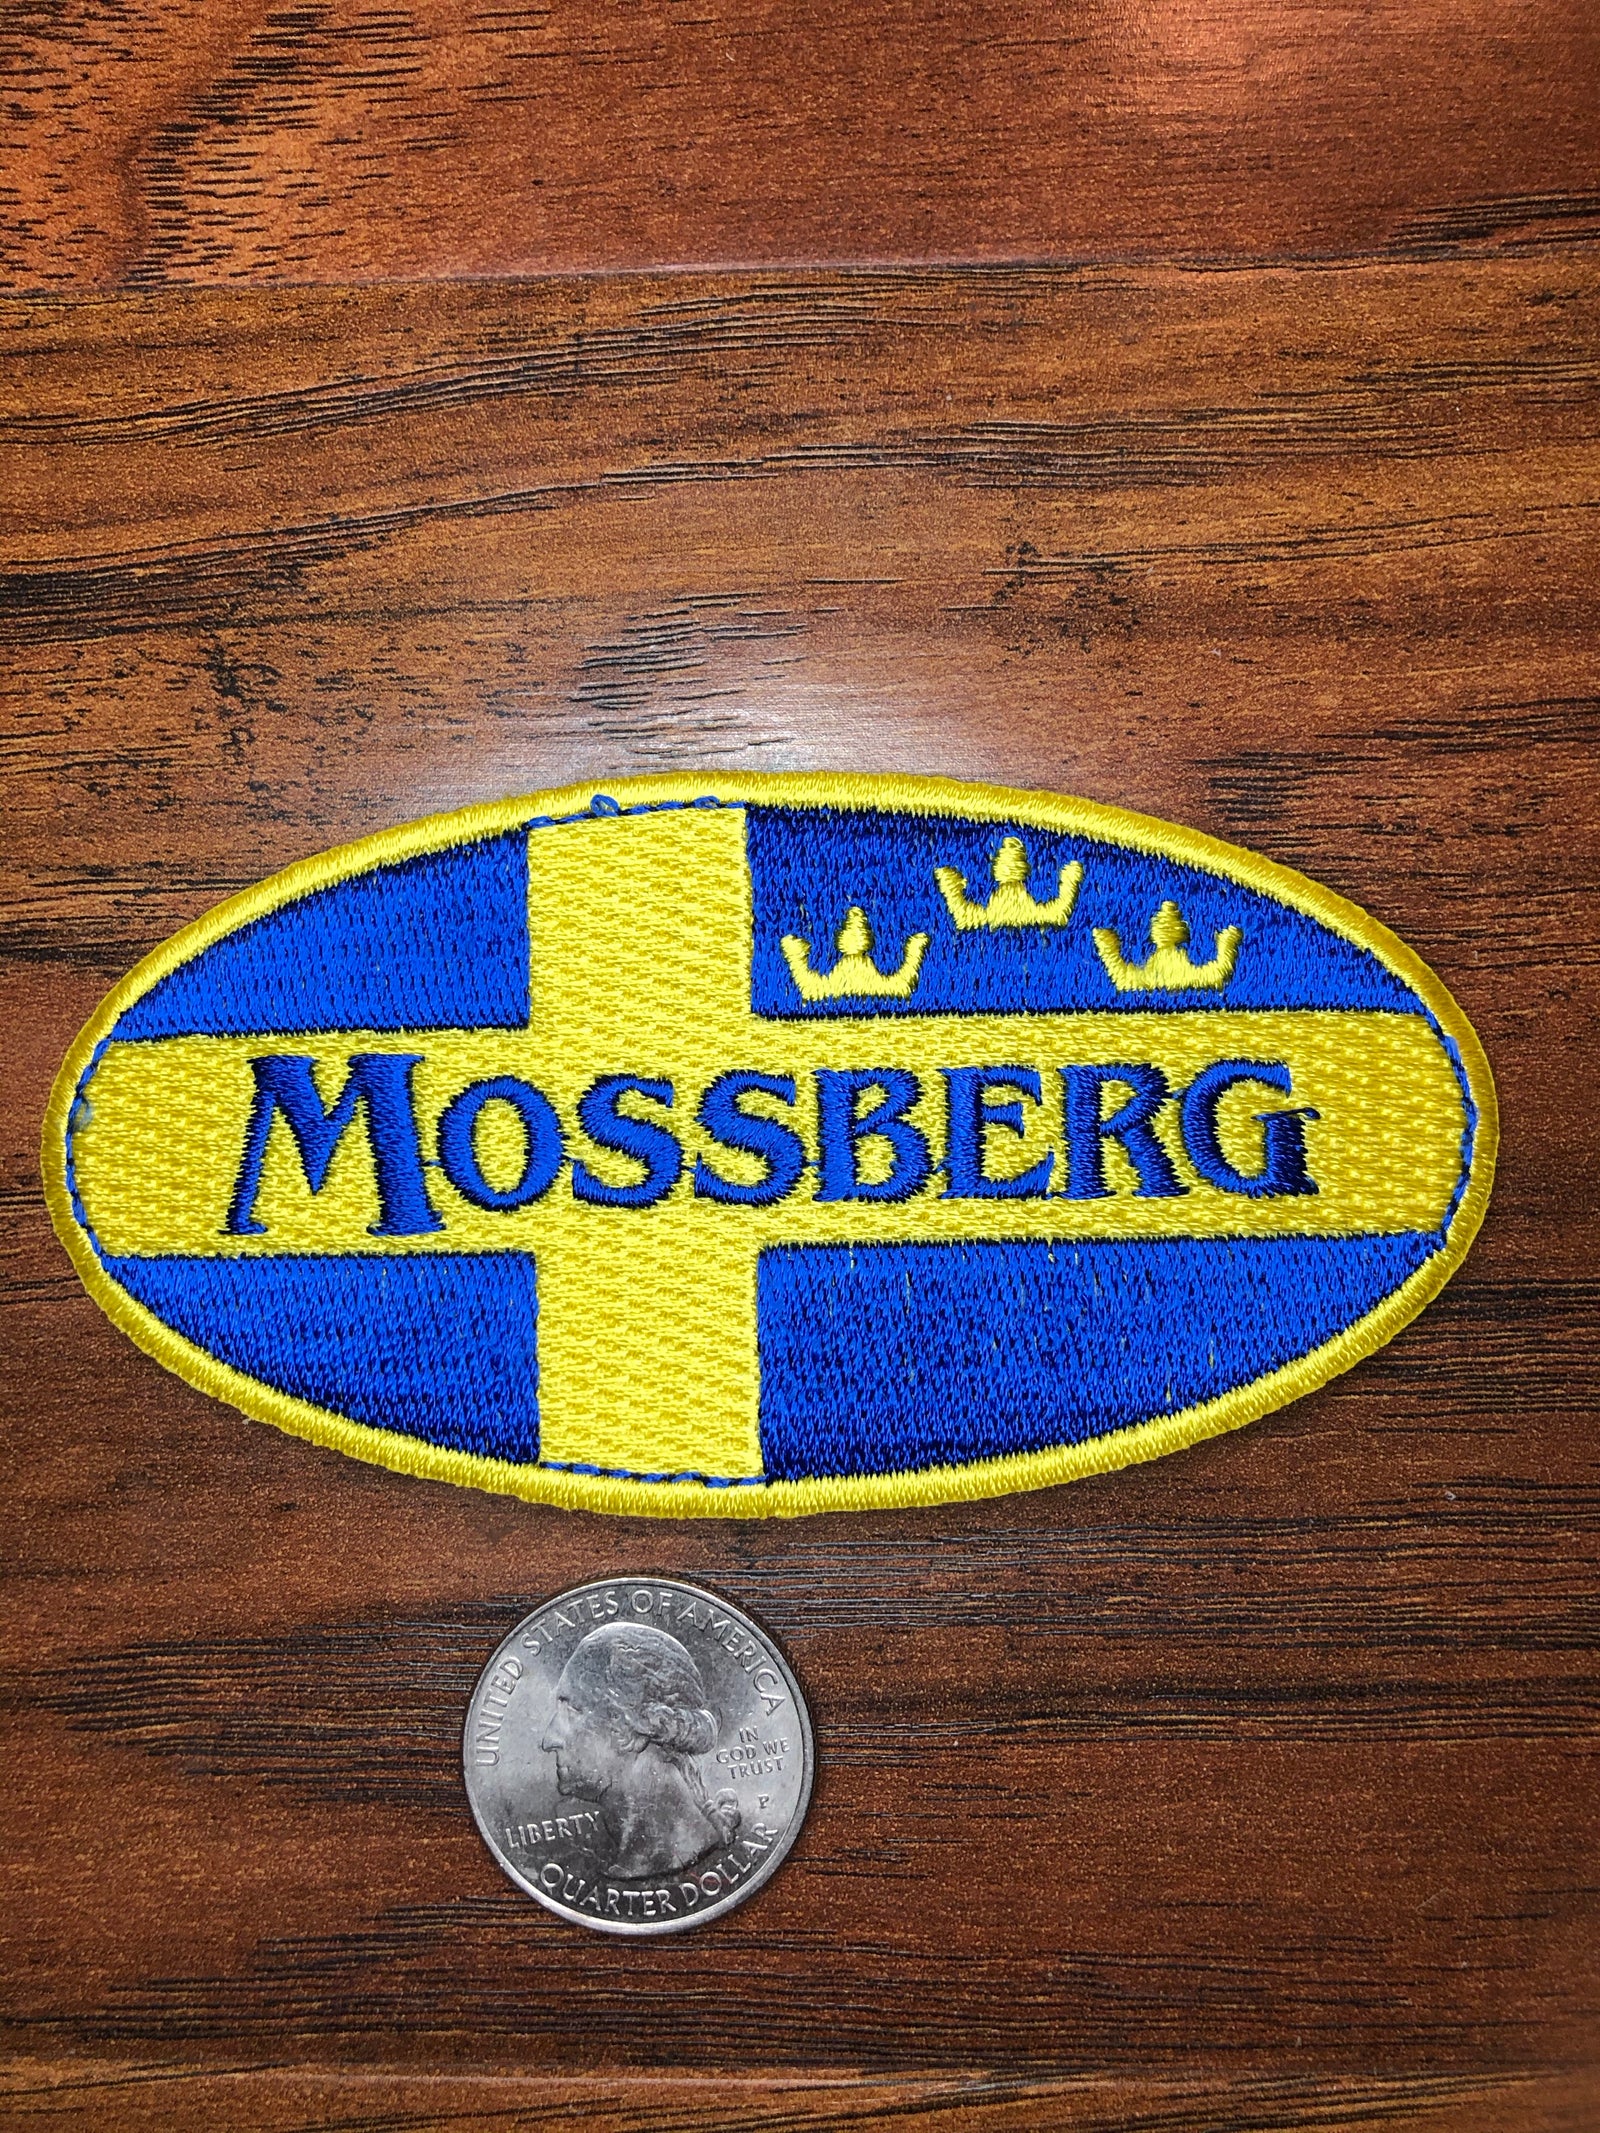 MOSSBERG
UNITED STATES OF AMERICA
IN
GOD WE
TRUST
P
LIBERTY
QUARTER DOLLAR